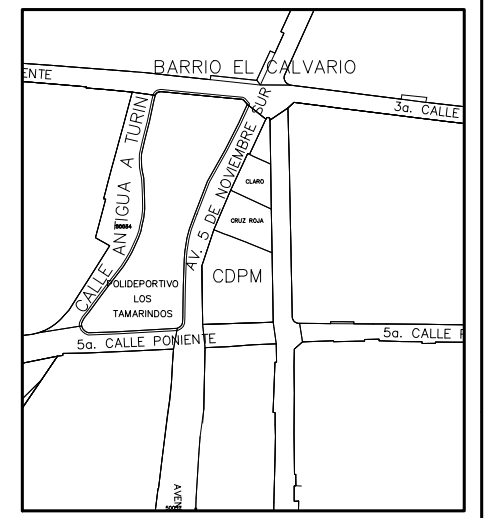 BARRIO EL CALVARIO
ENTE
3a. CALLE
CALLE ANTIGUA A TURIN
AV. 5 DE NOVIEMBRE SUR
CLARO
CRUZ ROJA
CDPM
POLIDEPORTIVO
LOS
TAMARINDOS
5a. CALLE PONIENTE
5a. CALLE P
AVEN